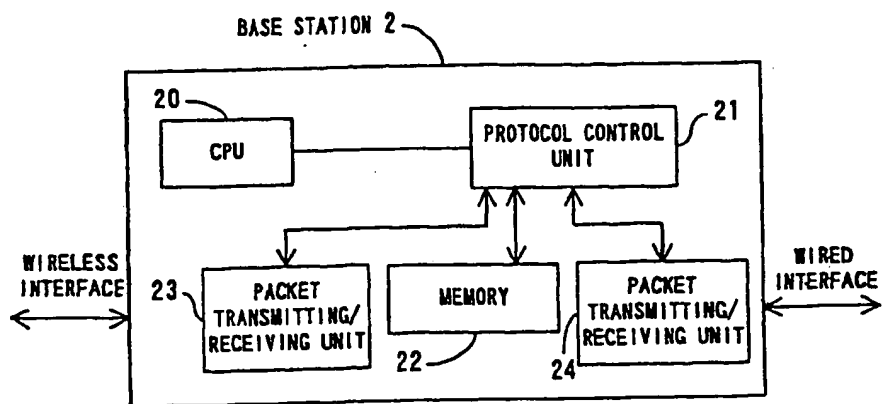 BASE STATION 2
20
CPU
PROTOCOL CONTROL
UNIT
21
WIRELESS
INTERFACE
23
PACKET
TRANSMITTING/
RECEIVING UNIT
MEMORY
22
PACKET
TRANSMITTING/
RECEIVING UNIT
24
WIRED
INTERFACE